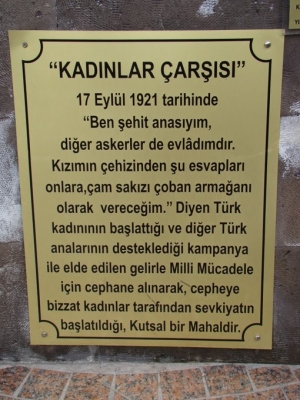 “KADINLAR ÇARŞISI”
17 Eylül 1921 tarihinde
“Ben şehit anasıyım,
diğer askerler de evlâdımdır.
Kızımın çehizinden şu esvapları
onlara,çam sakızı çoban armağanı
olarak vereceğim.” Diyen Türk
kadınının başlattığı ve diğer Türk
analarının desteklediği kampanya
ile elde edilen gelirle Milli Mücadele
için cephane alınarak, cepheye
bizzat kadınlar tarafından sevkiyatın
başlatıldığı, Kutsal bir Mahaldir.